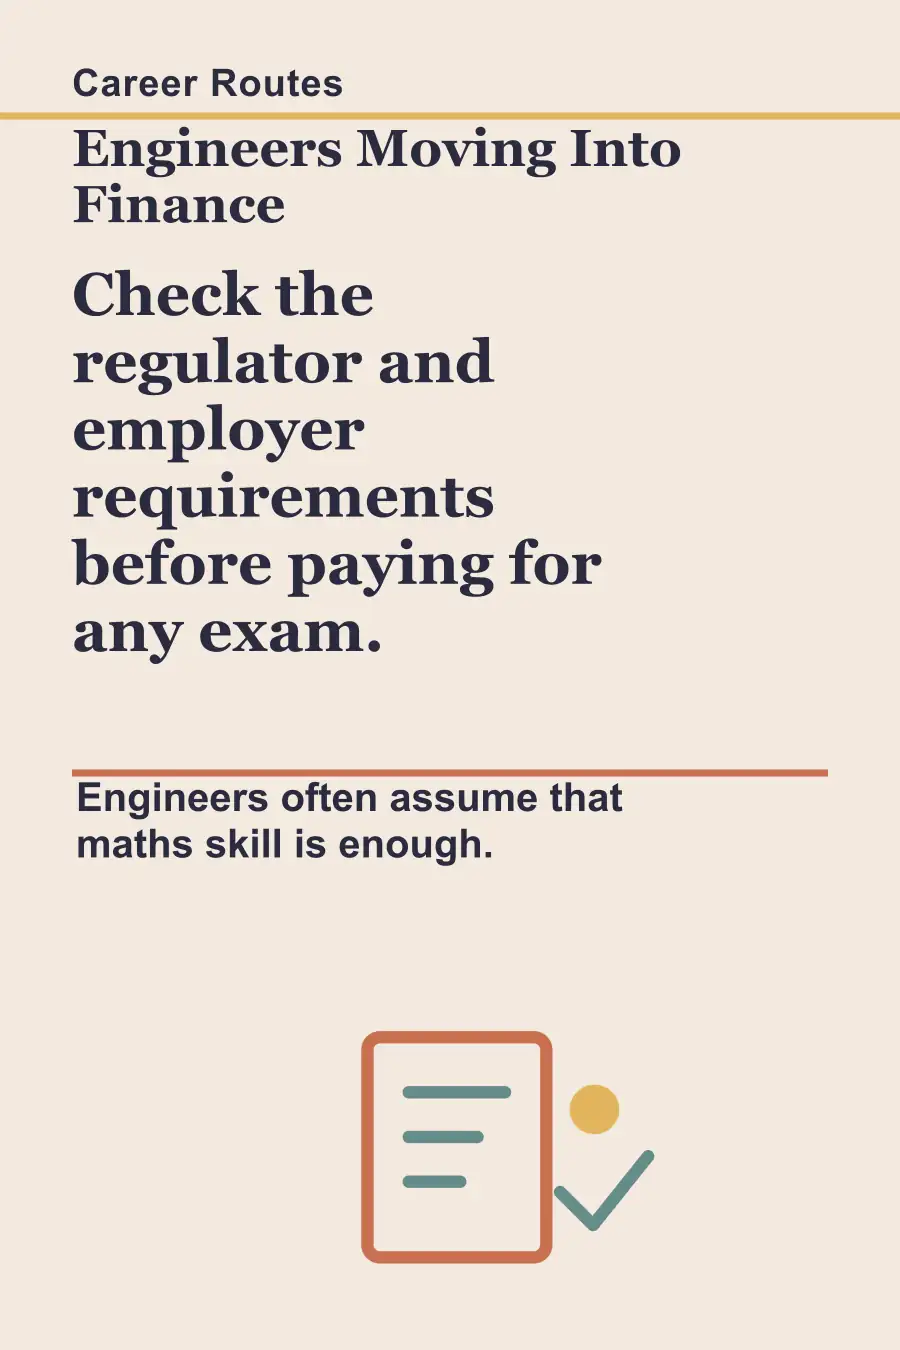 Career Routes
Engineers Moving Into
Finance
Check the
regulator and
employer
requirements
before paying for
any exam.
Engineers often assume that
maths skill is enough.